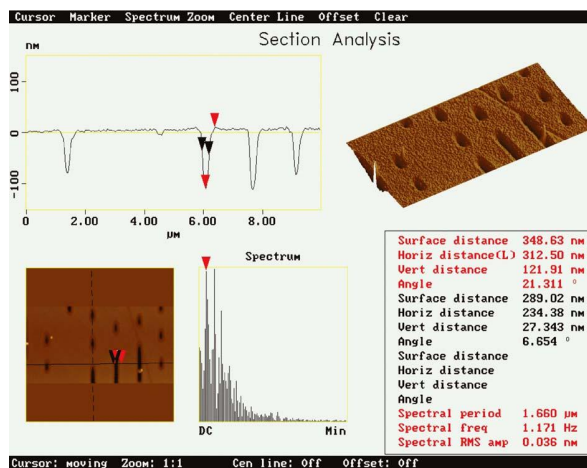 Cursor Marker Spectrum Zoom Center Line Offset Clear
Section Analysis
nM
100
0
-100
0 2.00 4.00 6.00 8.00
µM
Spectrum
DC Min
Surface distance 348.63 nM
Horiz distance(L) 312.50 nM
Vert distance 121.91 nM
Angle 21.311 °
Surface distance 289.02 nM
Horiz distance 234.38 nM
Vert distance 27.343 nM
Angle 6.654 °
Surface distance
Horiz distance
Vert distance
Angle
Spectral period 1.660 µM
Spectral freq 1.171 Hz
Spectral RMS amp 0.036 nM
Cursor: moving Zoom: 1:1 Cen line: Off Offset: Off